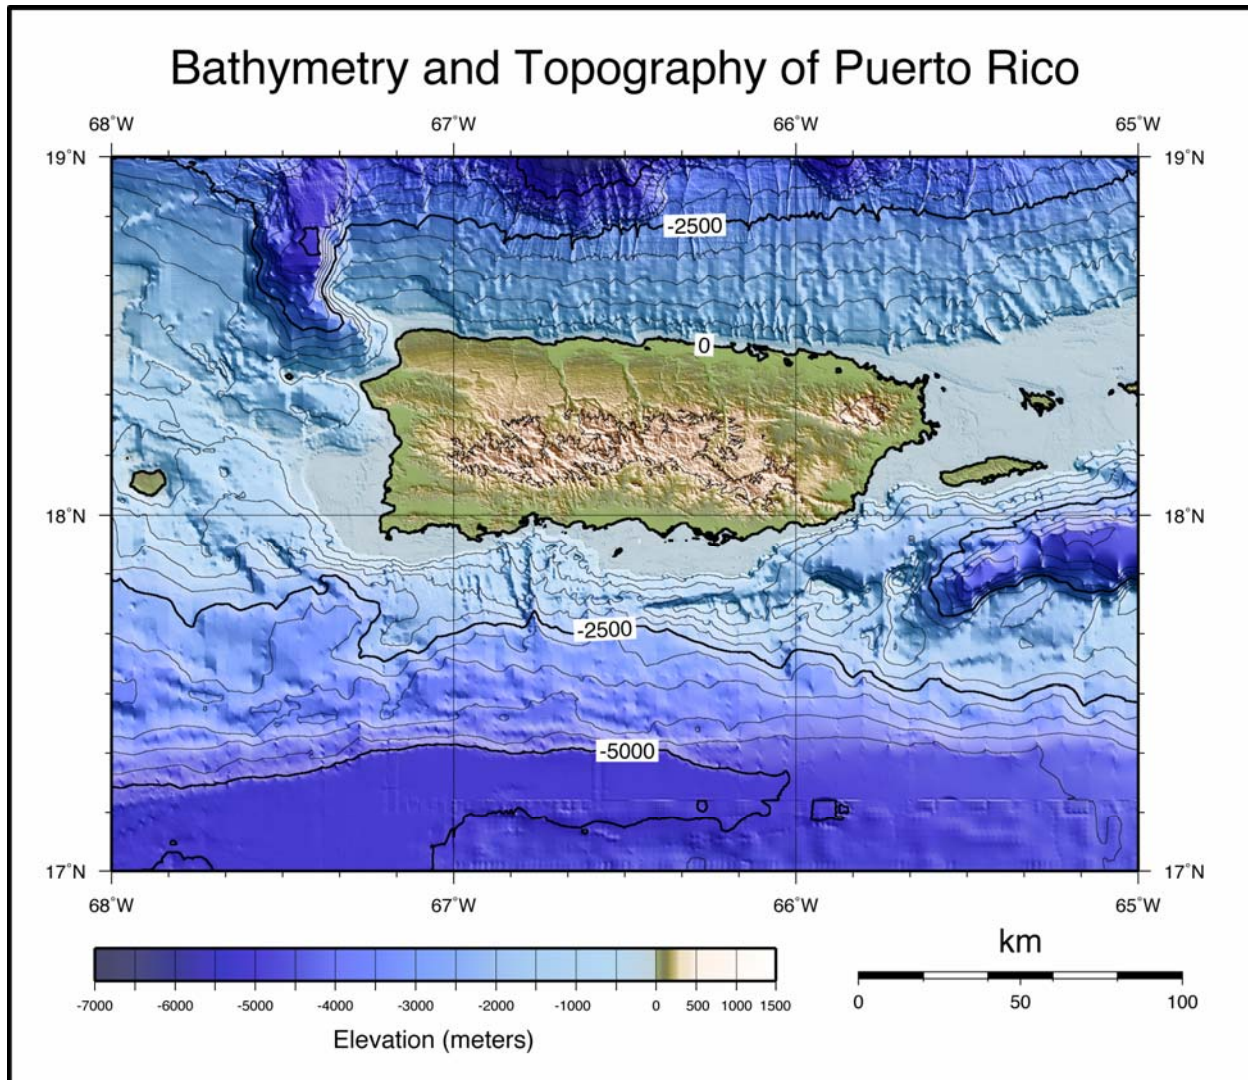 Bathymetry and Topography of Puerto Rico
68°W 67°W 66°W 65°W
19°N 19°N
-2500
0
18°N 18°N
-2500
-5000
17°N 17°N
68°W 67°W 66°W 65°W
km
-7000 -6000 -5000 -4000 -3000 -2000 -1000 0 500 1000 1500
0 50 100
Elevation (meters)